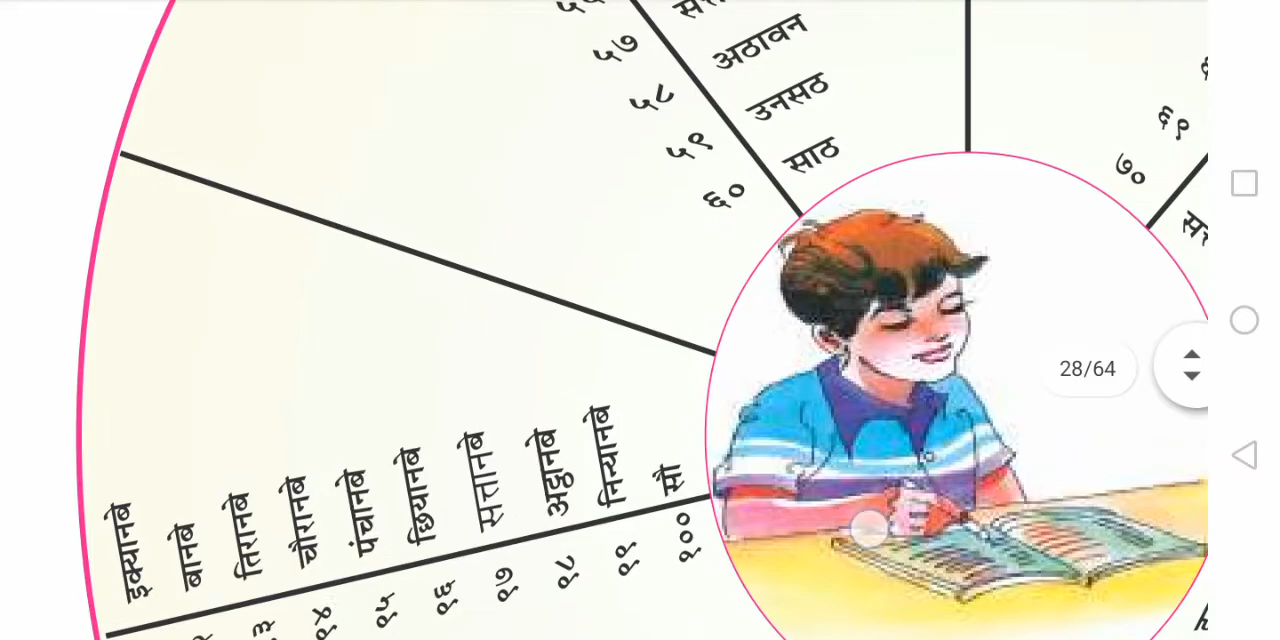 ५७
५८
५९
६०
अठावन
उनसठ
साठ
६९
७०
28/64
इक्यानबे
बानबे
तिरानबे
चौरानबे
पंचानबे
छियानबे
सत्तानबे
अट्ठानबे
निन्यानबे
सौ
९४
९५
९६
९७
९८
९९
१००